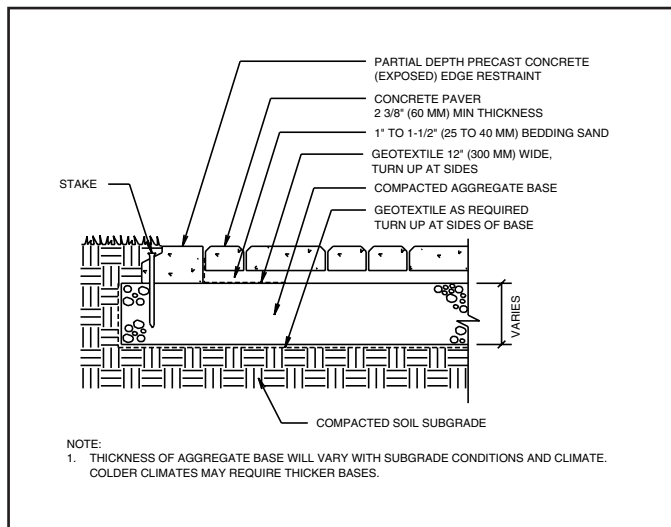 PARTIAL DEPTH PRECAST CONCRETE
(EXPOSED) EDGE RESTRAINT
CONCRETE PAVER
2 3/8" (60 MM) MIN THICKNESS
1" TO 1-1/2" (25 TO 40 MM) BEDDING SAND
GEOTEXTILE 12" (300 MM) WIDE,
TURN UP AT SIDES
STAKE
COMPACTED AGGREGATE BASE
GEOTEXTILE AS REQUIRED
TURN UP AT SIDES OF BASE
VARIES
COMPACTED SOIL SUBGRADE
NOTE:
1. THICKNESS OF AGGREGATE BASE WILL VARY WITH SUBGRADE CONDITIONS AND CLIMATE.
COLDER CLIMATES MAY REQUIRE THICKER BASES.